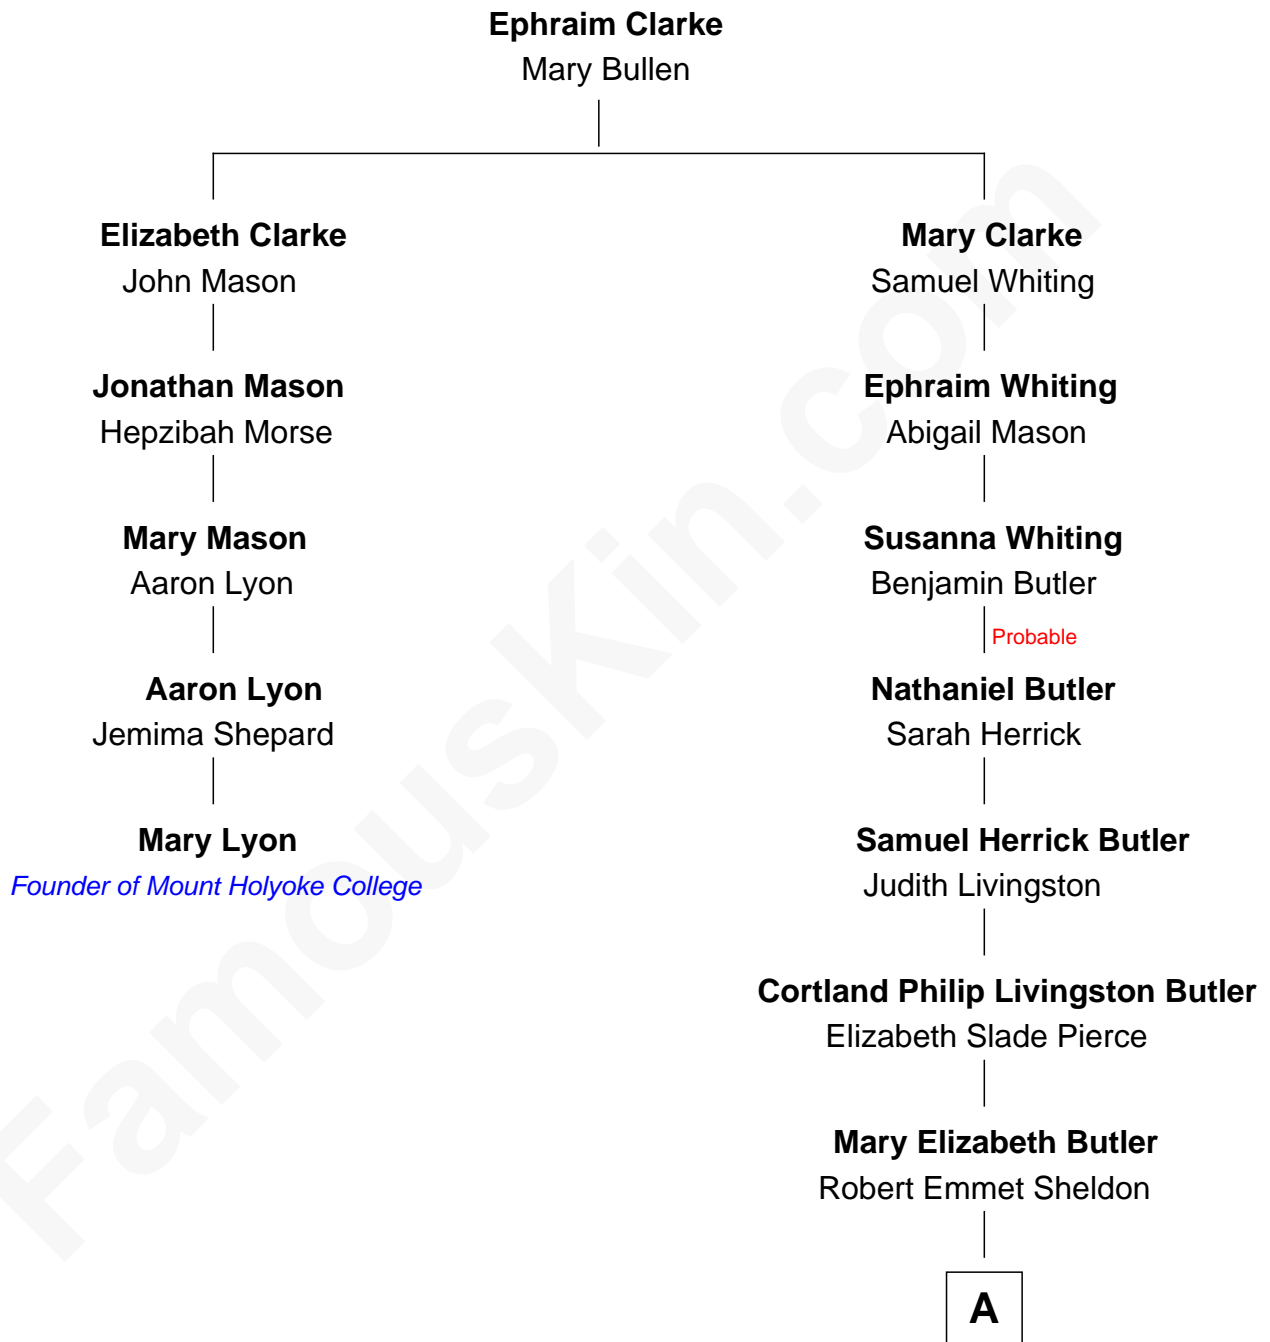 Ephraim Clarke
Mary Bullen
Elizabeth Clarke
John Mason
Mary Clarke
Samuel Whiting
Jonathan Mason
Hepzibah Morse
Ephraim Whiting
Abigail Mason
Mary Mason
Aaron Lyon
Susanna Whiting
Benjamin Butler
Probable
Aaron Lyon
Jemima Shepard
Nathaniel Butler
Sarah Herrick
Mary Lyon
Founder of Mount Holyoke College
Samuel Herrick Butler
Judith Livingston
Cortland Philip Livingston Butler
Elizabeth Slade Pierce
Mary Elizabeth Butler
Robert Emmet Sheldon
A
FamousKin.com